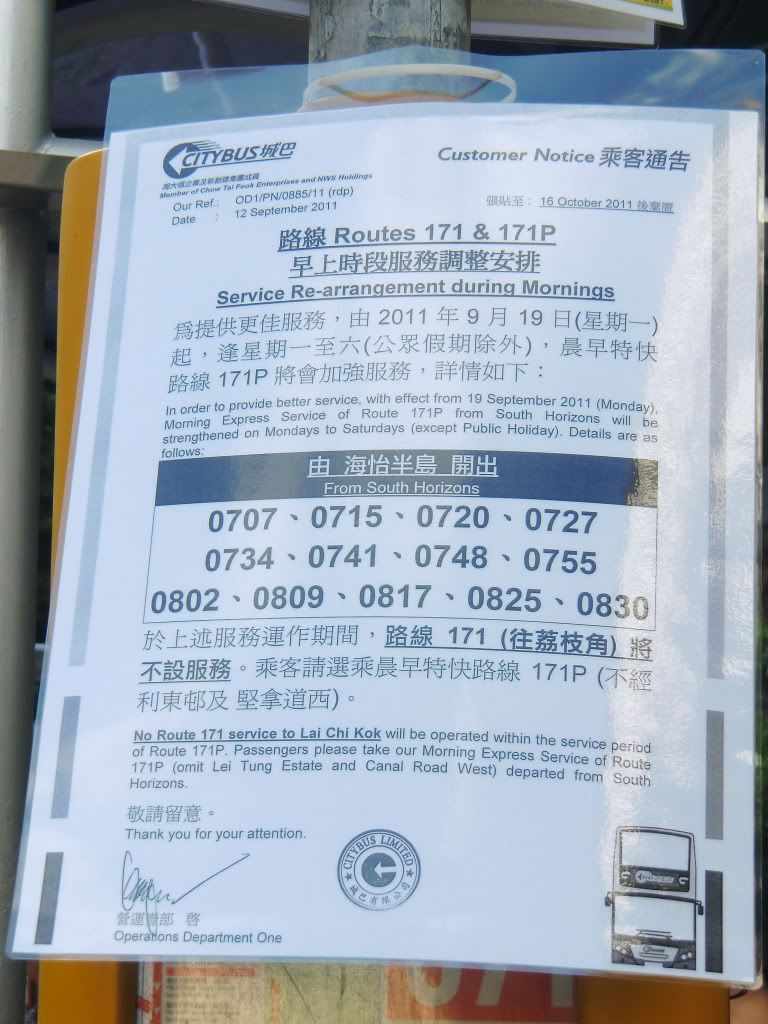 CITYBUS 城巴
Customer Notice 乘客通告
周大福企業及新創建集團成員
Member of Chow Tai Fook Enterprises and NWS Holdings
Our Ref.: OD1/PN/0885/11 (rdp)
張貼至: 16 October 2011 後棄置
Date : 12 September 2011
路線 Routes 171 & 171P
早上時段服務調整安排
Service Re-arrangement during Mornings
為提供更佳服務，由 2011 年 9 月 19 日(星期一)
起，逢星期一至六(公眾假期除外)，晨早特快
路線 171P 將會加強服務，詳情如下：
In order to provide better service, with effect from 19 September 2011 (Monday),
Morning Express Service of Route 171P from South Horizons will be
strengthened on Mondays to Saturdays (except Public Holiday). Details are as
follows:
由 海怡半島 開出
From South Horizons
0707、0715、0720、0727
0734、0741、0748、0755
0802、0809、0817、0825、0830
於上述服務運作期間，路線 171 (往荔枝角) 將
不設服務。乘客請選乘晨早特快路線 171P (不經
利東邨及 堅拿道西)。
No Route 171 service to Lai Chi Kok will be operated within the service period
of Route 171P. Passengers please take our Morning Express Service of Route
171P (omit Lei Tung Estate and Canal Road West) departed from South
Horizons.
敬請留意。
Thank you for your attention.
CITYBUS LIMITED
城巴有限公司
CITYBUS
營運壹部 啓
Operations Department One